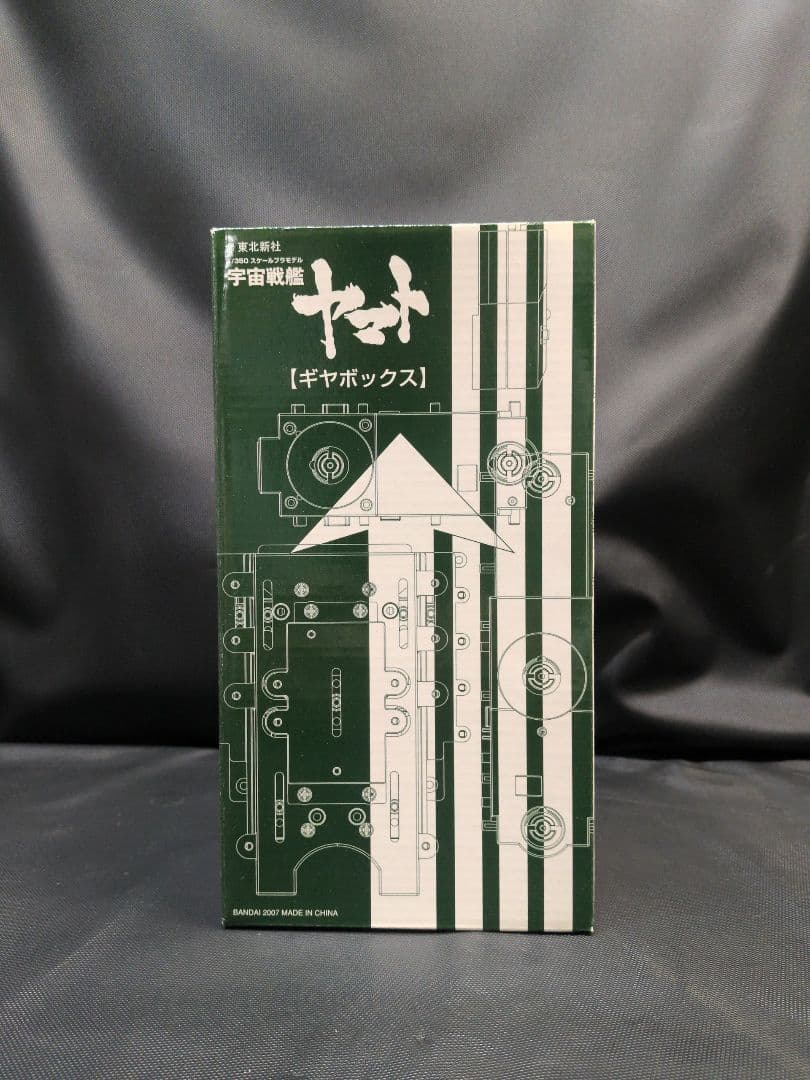 東北新社
1/350 スケールプラモデル
宇宙戦艦
ヤマト
【ギヤボックス】
BANDAI 2007 MADE IN CHINA